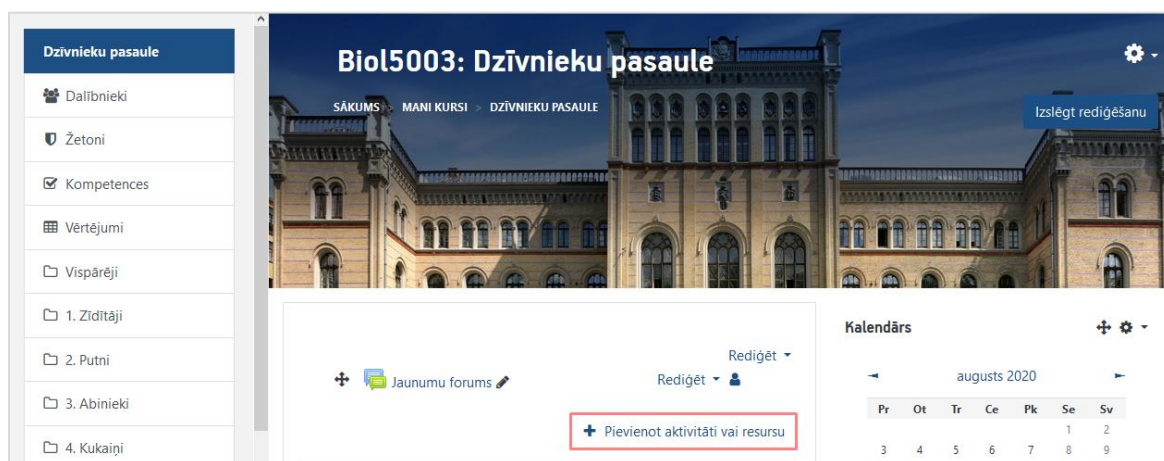 Dzīvnieku pasaule
Dalībnieki
Žetoni
Kompetences
Vērtējumi
Vispārēji
1. Zīdītāji
2. Putni
3. Abinieki
4. Kukaiņi
Biol5003: Dzīvnieku pasaule
SĀKUMS > MANI KURSI > DZĪVNIEKU PASAULE
Izslēgt rediģēšanu
Rediģēt
Jaunumu forums Rediģēt
Pievienot aktivitāti vai resursu
Kalendārs
augusts 2020
Pr Ot Tr Ce Pk Se Sv
1 2
3 4 5 6 7 8 9